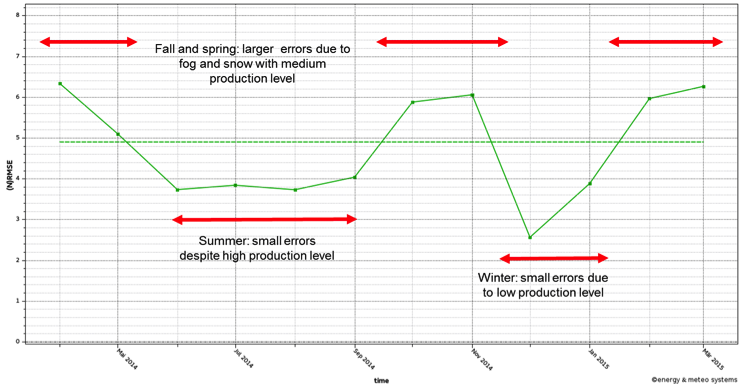 8
7
6
5
4
3
2
1
0
(N)RMSE
Fall and spring: larger errors due to
fog and snow with medium
production level
Summer: small errors
despite high production level
Winter: small errors due
to low production level
Mai 2014
Jul 2014
Sep 2014
Nov 2014
Jan 2015
Mär 2015
time
©energy & meteo systems